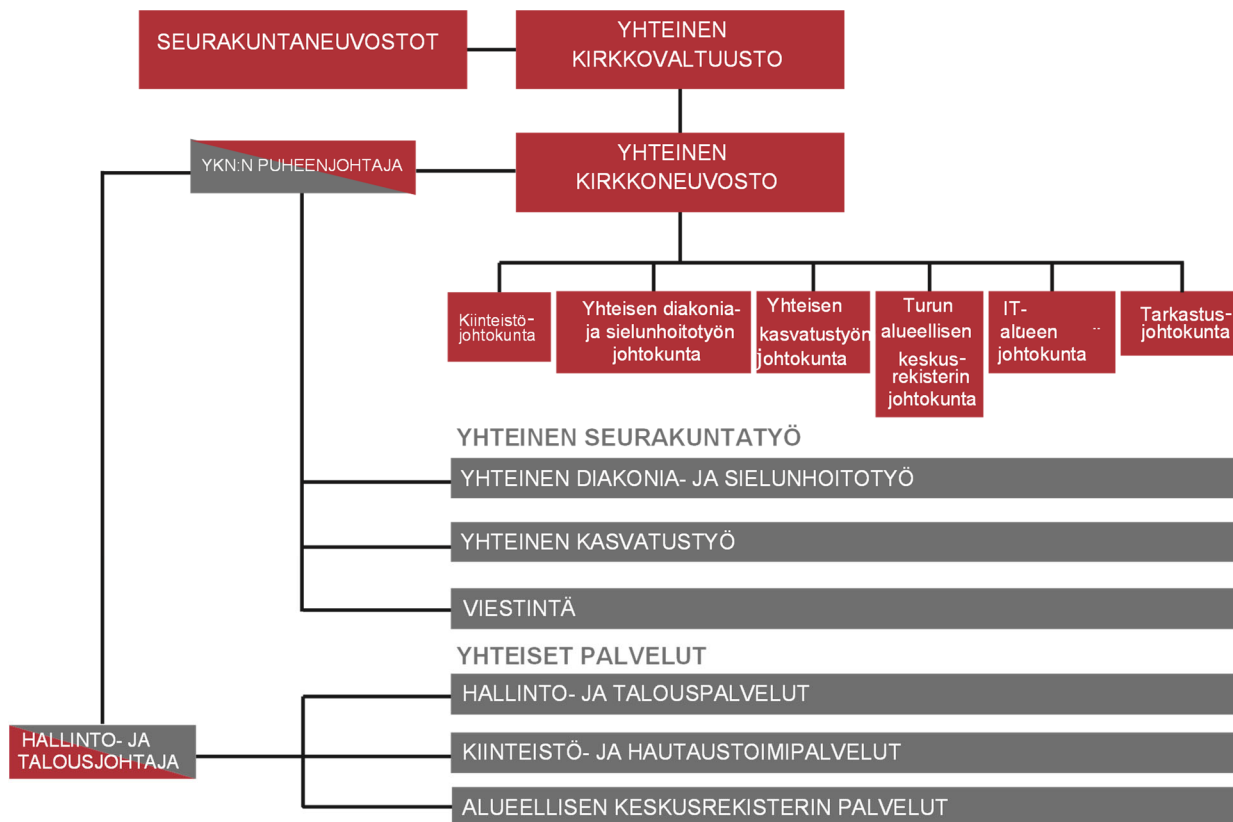 SEURAKUNTANEUVOSTOT
YHTEINEN
KIRKKOVALTUUSTO
YKN:N PUHEENJOHTAJA
YHTEINEN
KIRKKONEUVOSTO
Kiinteistö-
johtokunta
Yhteisen diakonia-
ja sielunhoitotyön
johtokunta
Yhteisen
kasvatustyön
johtokunta
Turun
alueellisen
keskus-
rekisterin
johtokunta
IT-
alueen
johtokunta
Tarkastus-
johtokunta
YHTEINEN SEURAKUNTATYÖ
YHTEINEN DIAKONIA- JA SIELUNHOITOTYÖ
YHTEINEN KASVATUSTYÖ
VIESTINTÄ
YHTEISET PALVELUT
HALLINTO- JA TALOUSPALVELUT
HALLINTO- JA
TALOUSJOHTAJA
KIINTEISTÖ- JA HAUTAUSTOIMIPALVELUT
ALUEELLISEN KESKUSREKISTERIN PALVELUT